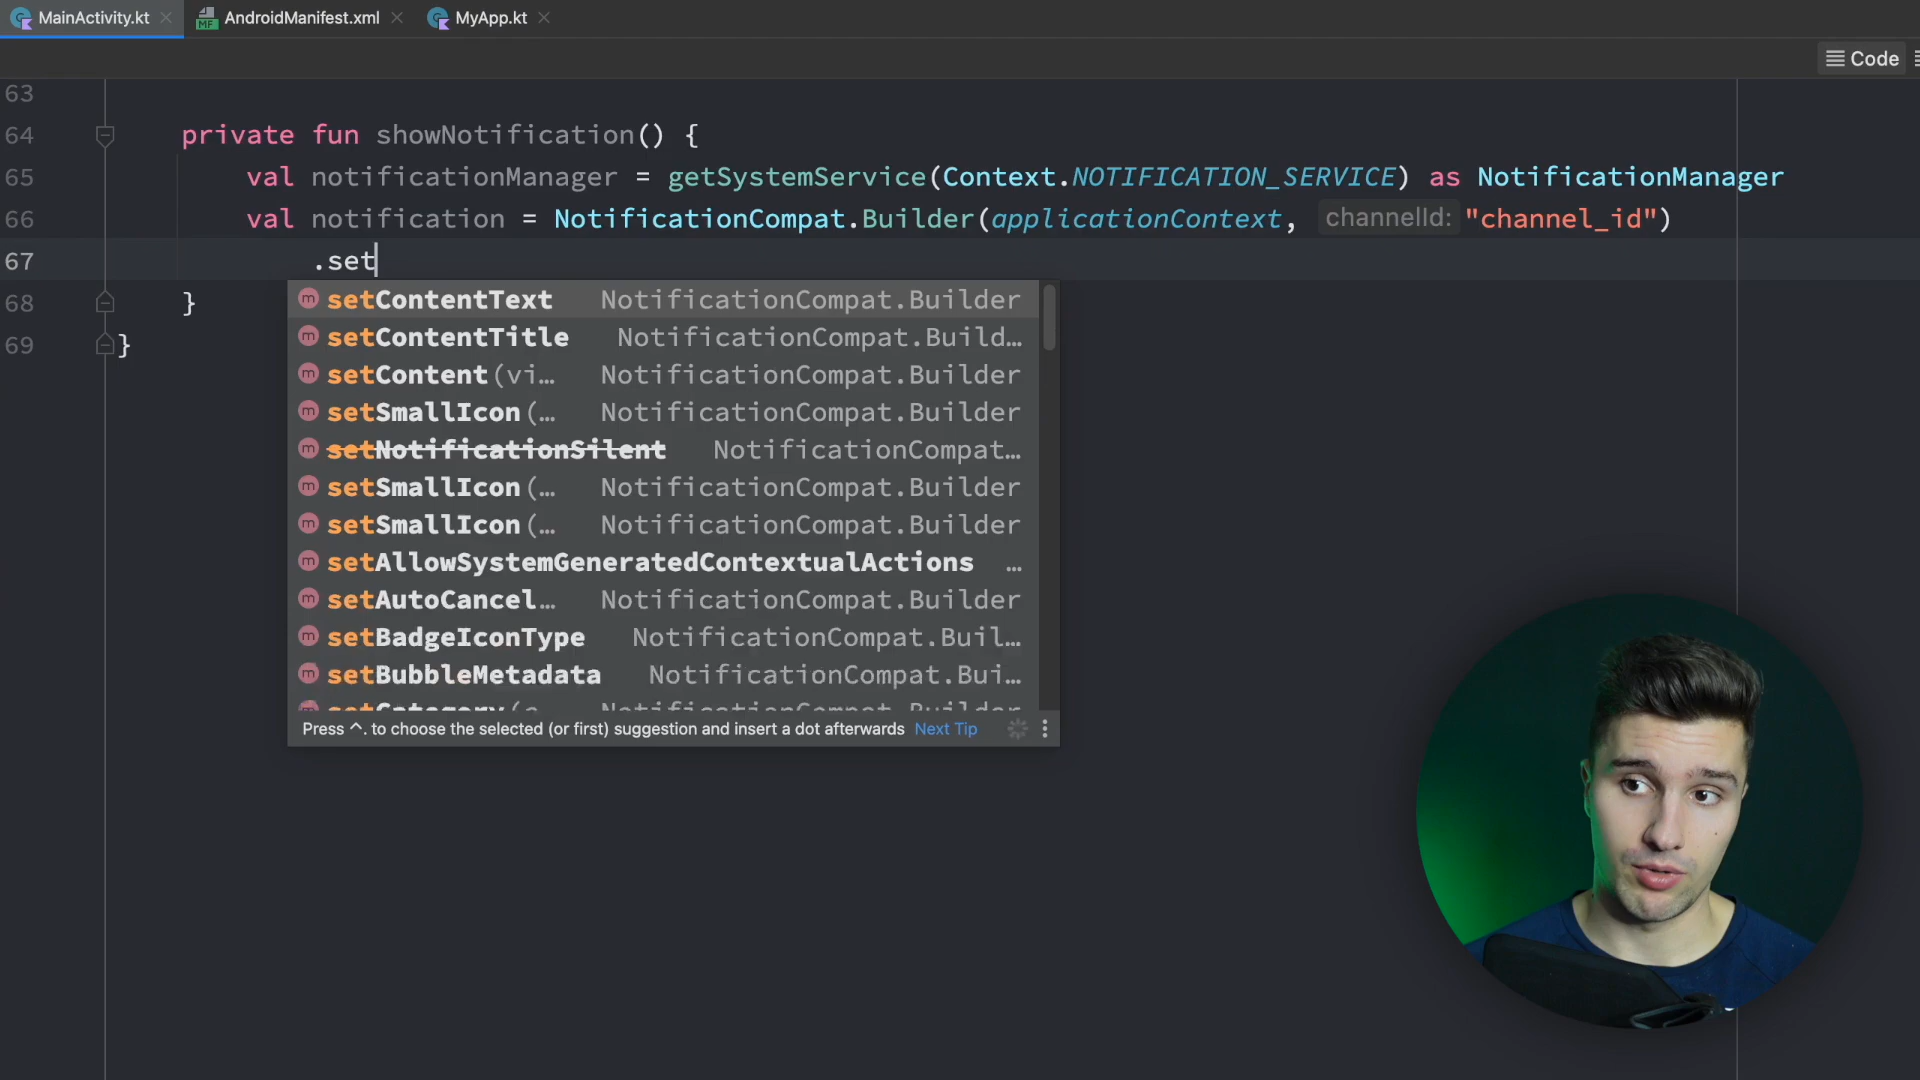 MainActivity.kt AndroidManifest.xml MyApp.kt
Code
63
64 private fun showNotification() {
65 val notificationManager = getSystemService(Context.NOTIFICATION_SERVICE) as NotificationManager
66 val notification = NotificationCompat.Builder(applicationContext, channelId: "channel_id")
67 .set
setContentText NotificationCompat.Builder
setContentTitle NotificationCompat.Build…
setContent(vi… NotificationCompat.Builder
setSmallIcon(… NotificationCompat.Builder
setNotificationSilent NotificationCompat…
setSmallIcon(… NotificationCompat.Builder
setSmallIcon(… NotificationCompat.Builder
setAllowSystemGeneratedContextualActions …
setAutoCancel… NotificationCompat.Builder
setBadgeIconType NotificationCompat.Buil…
setBubbleMetadata NotificationCompat.Bui…
setCategory(c… NotificationCompat.Builder
Press ^. to choose the selected (or first) suggestion and insert a dot afterwards Next Tip
68 }
69 }